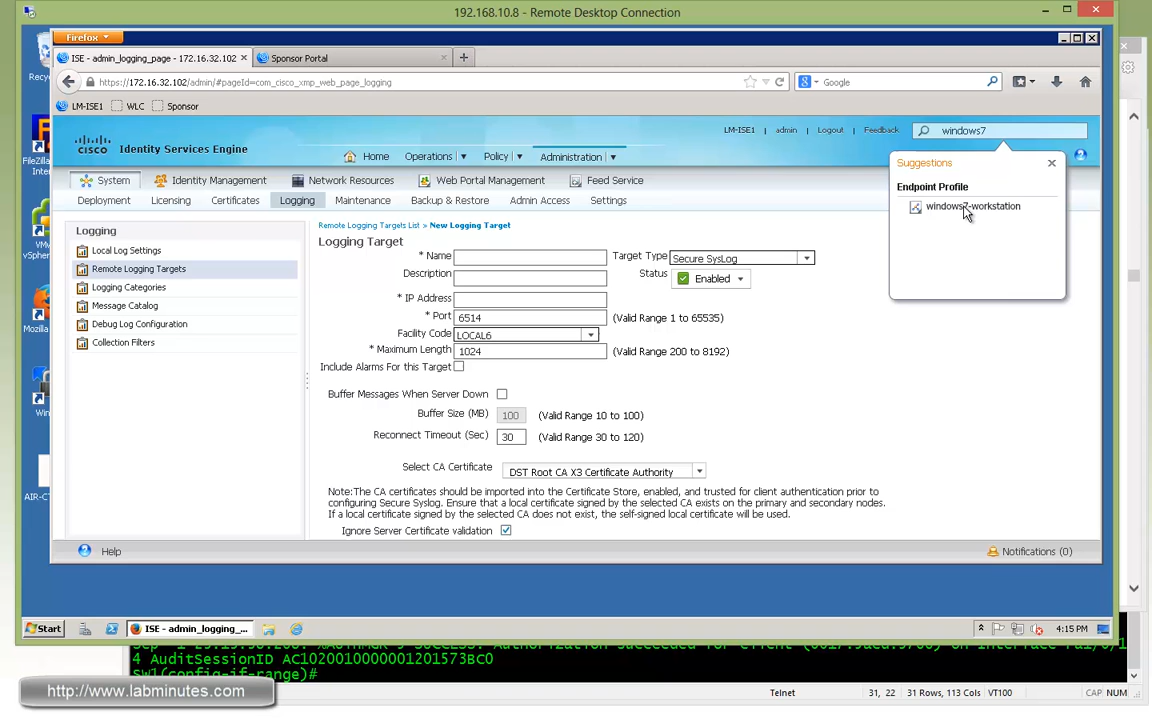 192.168.10.8 - Remote Desktop Connection
Firefox
ISE - admin_logging_page - 172.16.32.102
Sponsor Portal
https://172.16.32.102/admin/#pageId=com_cisco_xmp_web_page_logging
Google
LM-ISE1 WLC Sponsor
LM-ISE1 admin Logout Feedback
windows7
CISCO Identity Services Engine
Home Operations Policy Administration
Suggestions
System Identity Management Network Resources Web Portal Management Feed Service
Endpoint Profile
Deployment Licensing Certificates Logging Maintenance Backup & Restore Admin Access Settings
windows7-workstation
Logging
Local Log Settings
Remote Logging Targets
Logging Categories
Message Catalog
Debug Log Configuration
Collection Filters
Remote Logging Targets List > New Logging Target
Logging Target
* Name
Target Type Secure SysLog
Description
Status Enabled
* IP Address
* Port 6514 (Valid Range 1 to 65535)
Facility Code LOCAL6
* Maximum Length 1024 (Valid Range 200 to 8192)
Include Alarms For this Target
Buffer Messages When Server Down
Buffer Size (MB) 100 (Valid Range 10 to 100)
Reconnect Timeout (Sec) 30 (Valid Range 30 to 120)
Select CA Certificate DST Root CA X3 Certificate Authority
Note:The CA certificates should be imported into the Certificate Store, enabled, and trusted for client authentication prior to
configuring Secure Syslog. Ensure that a local certificate signed by the selected CA exists on the primary and secondary nodes.
If a local certificate signed by the selected CA does not exist, the self-signed local certificate will be used.
Ignore Server Certificate validation
Help
Notifications (0)
Recyc
FileZilla
Inter
VMv
vSphere
Mozilla
Win
AIR-CT
Start
ISE - admin_logging_...
4:15 PM
4 AuditSessionID AC1020010000001201573BC0
SW1(config-if-range)#
http://www.labminutes.com
Telnet 31, 22 31 Rows, 113 Cols VT100 CAP NUM